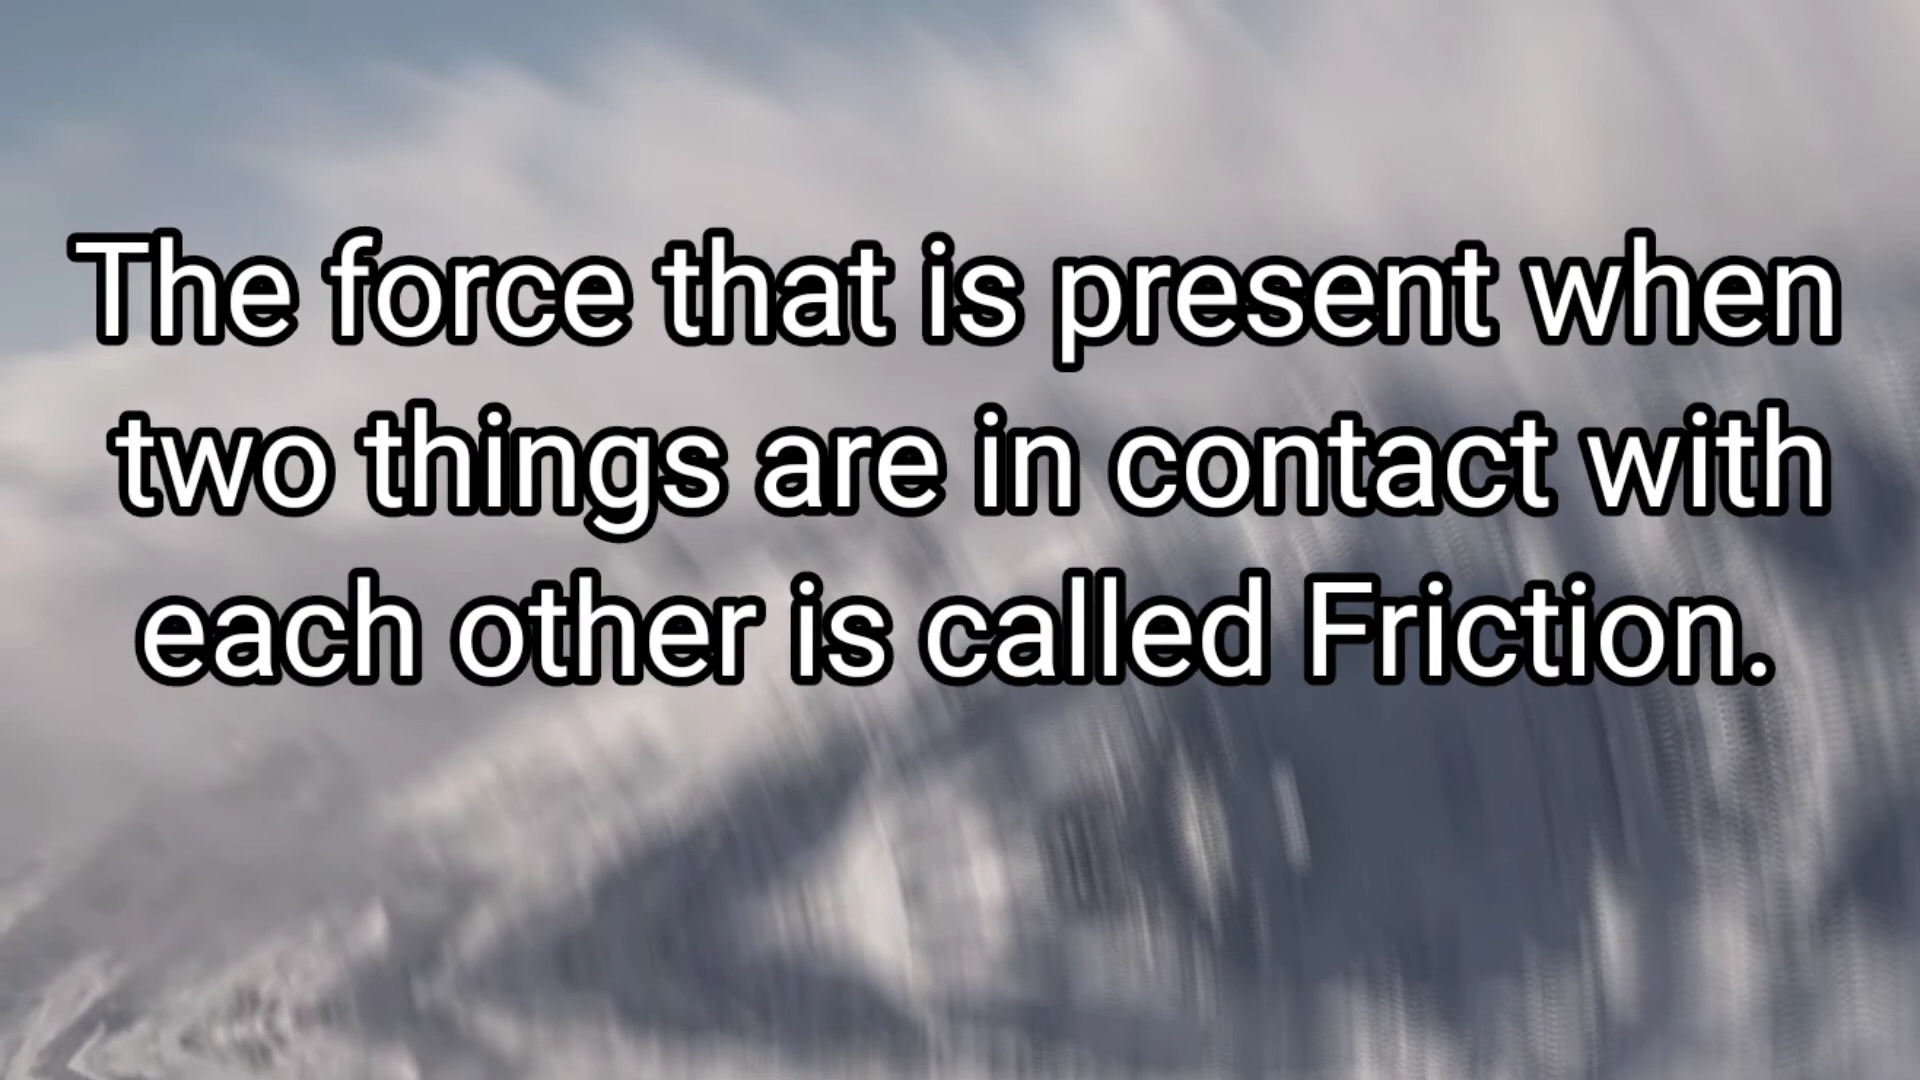 The force that is present when
two things are in contact with
each other is called Friction.